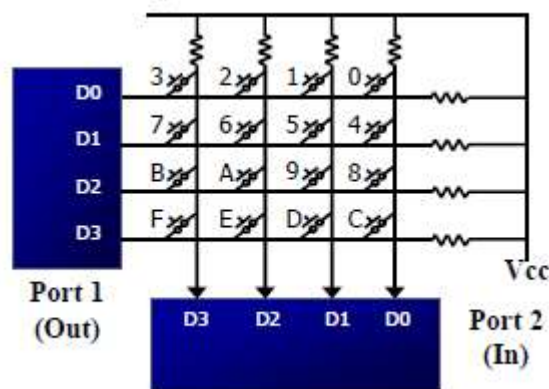 3 2 1 0
D0
7 6 5 4
D1
B A 9 8
D2
F E D C
D3
Vcc
Port 1
(Out)
D3 D2 D1 D0
Port 2
(In)